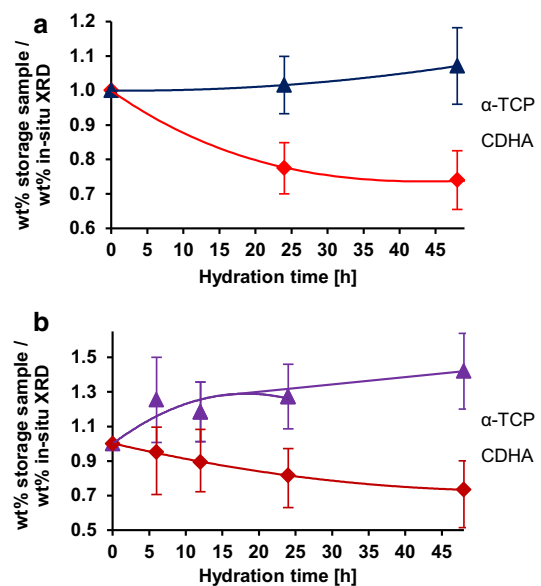 a
wt% storage sample /
wt% in-situ XRD
1.2
1.1
1.0
0.9
0.8
0.7
0.6
0 5 10 15 20 25 30 35 40 45
Hydration time [h]
α-TCP
CDHA
b
wt% storage sample /
wt% in-situ XRD
1.5
1.3
1.1
0.9
0.7
0.5
0 5 10 15 20 25 30 35 40 45
Hydration time [h]
α-TCP
CDHA